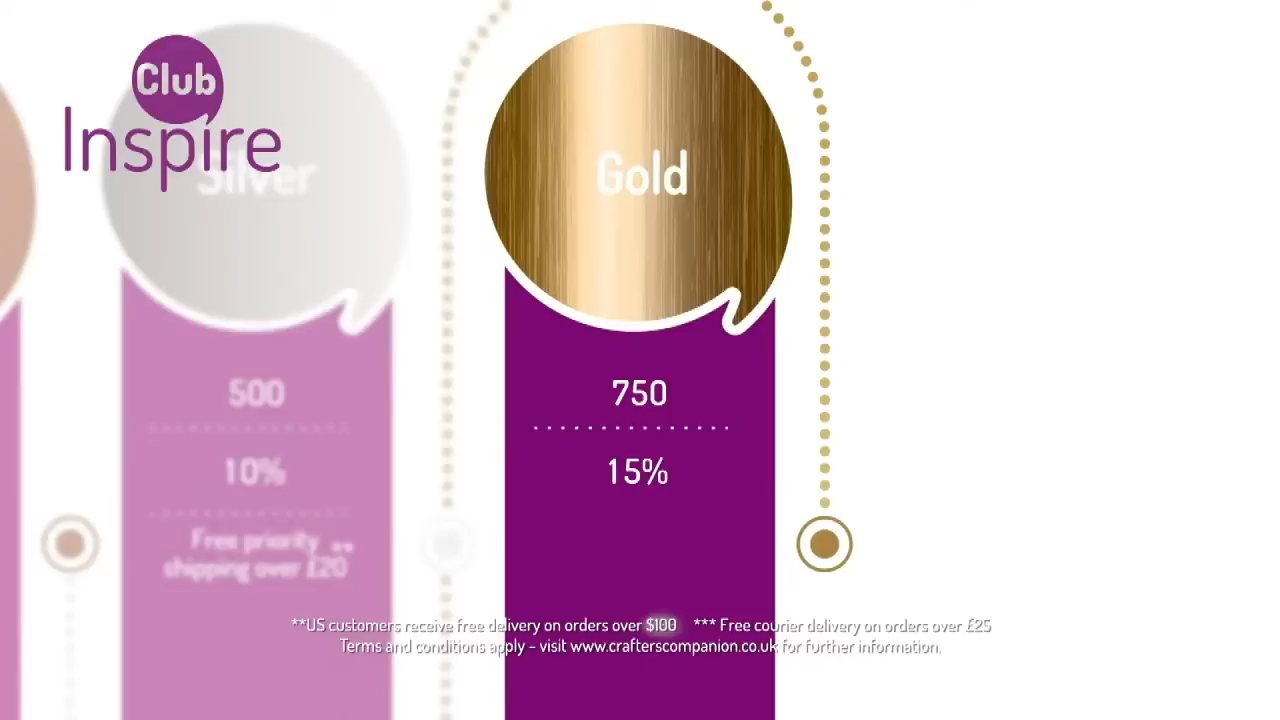 Club
Inspire
Silver
Gold
500
750
10%
15%
Free priority **
shipping over £20
**US customers receive free delivery on orders over $100 *** Free courier delivery on orders over £25
Terms and conditions apply - visit www.crafterscompanion.co.uk for further information.